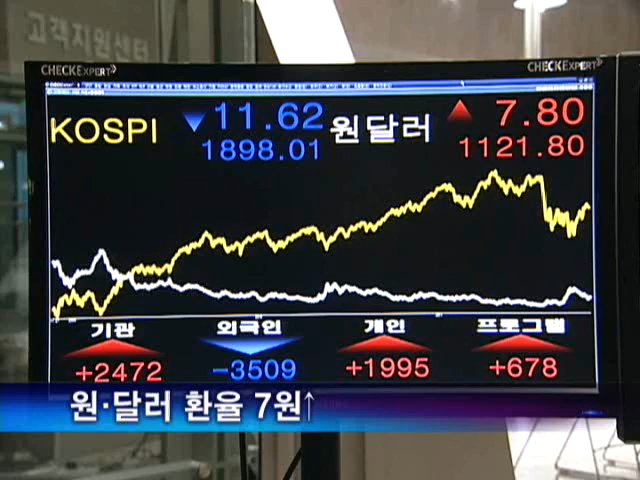 고객지원센터
CHECKEXPERT
CHECKEXPERT
KOSPI ▼ 11.62 원달러 ▲ 7.80
1898.01 1121.80
기관 외국인 개인 프로그램
+2472 -3509 +1995 +678
원·달러 환율 7원↑